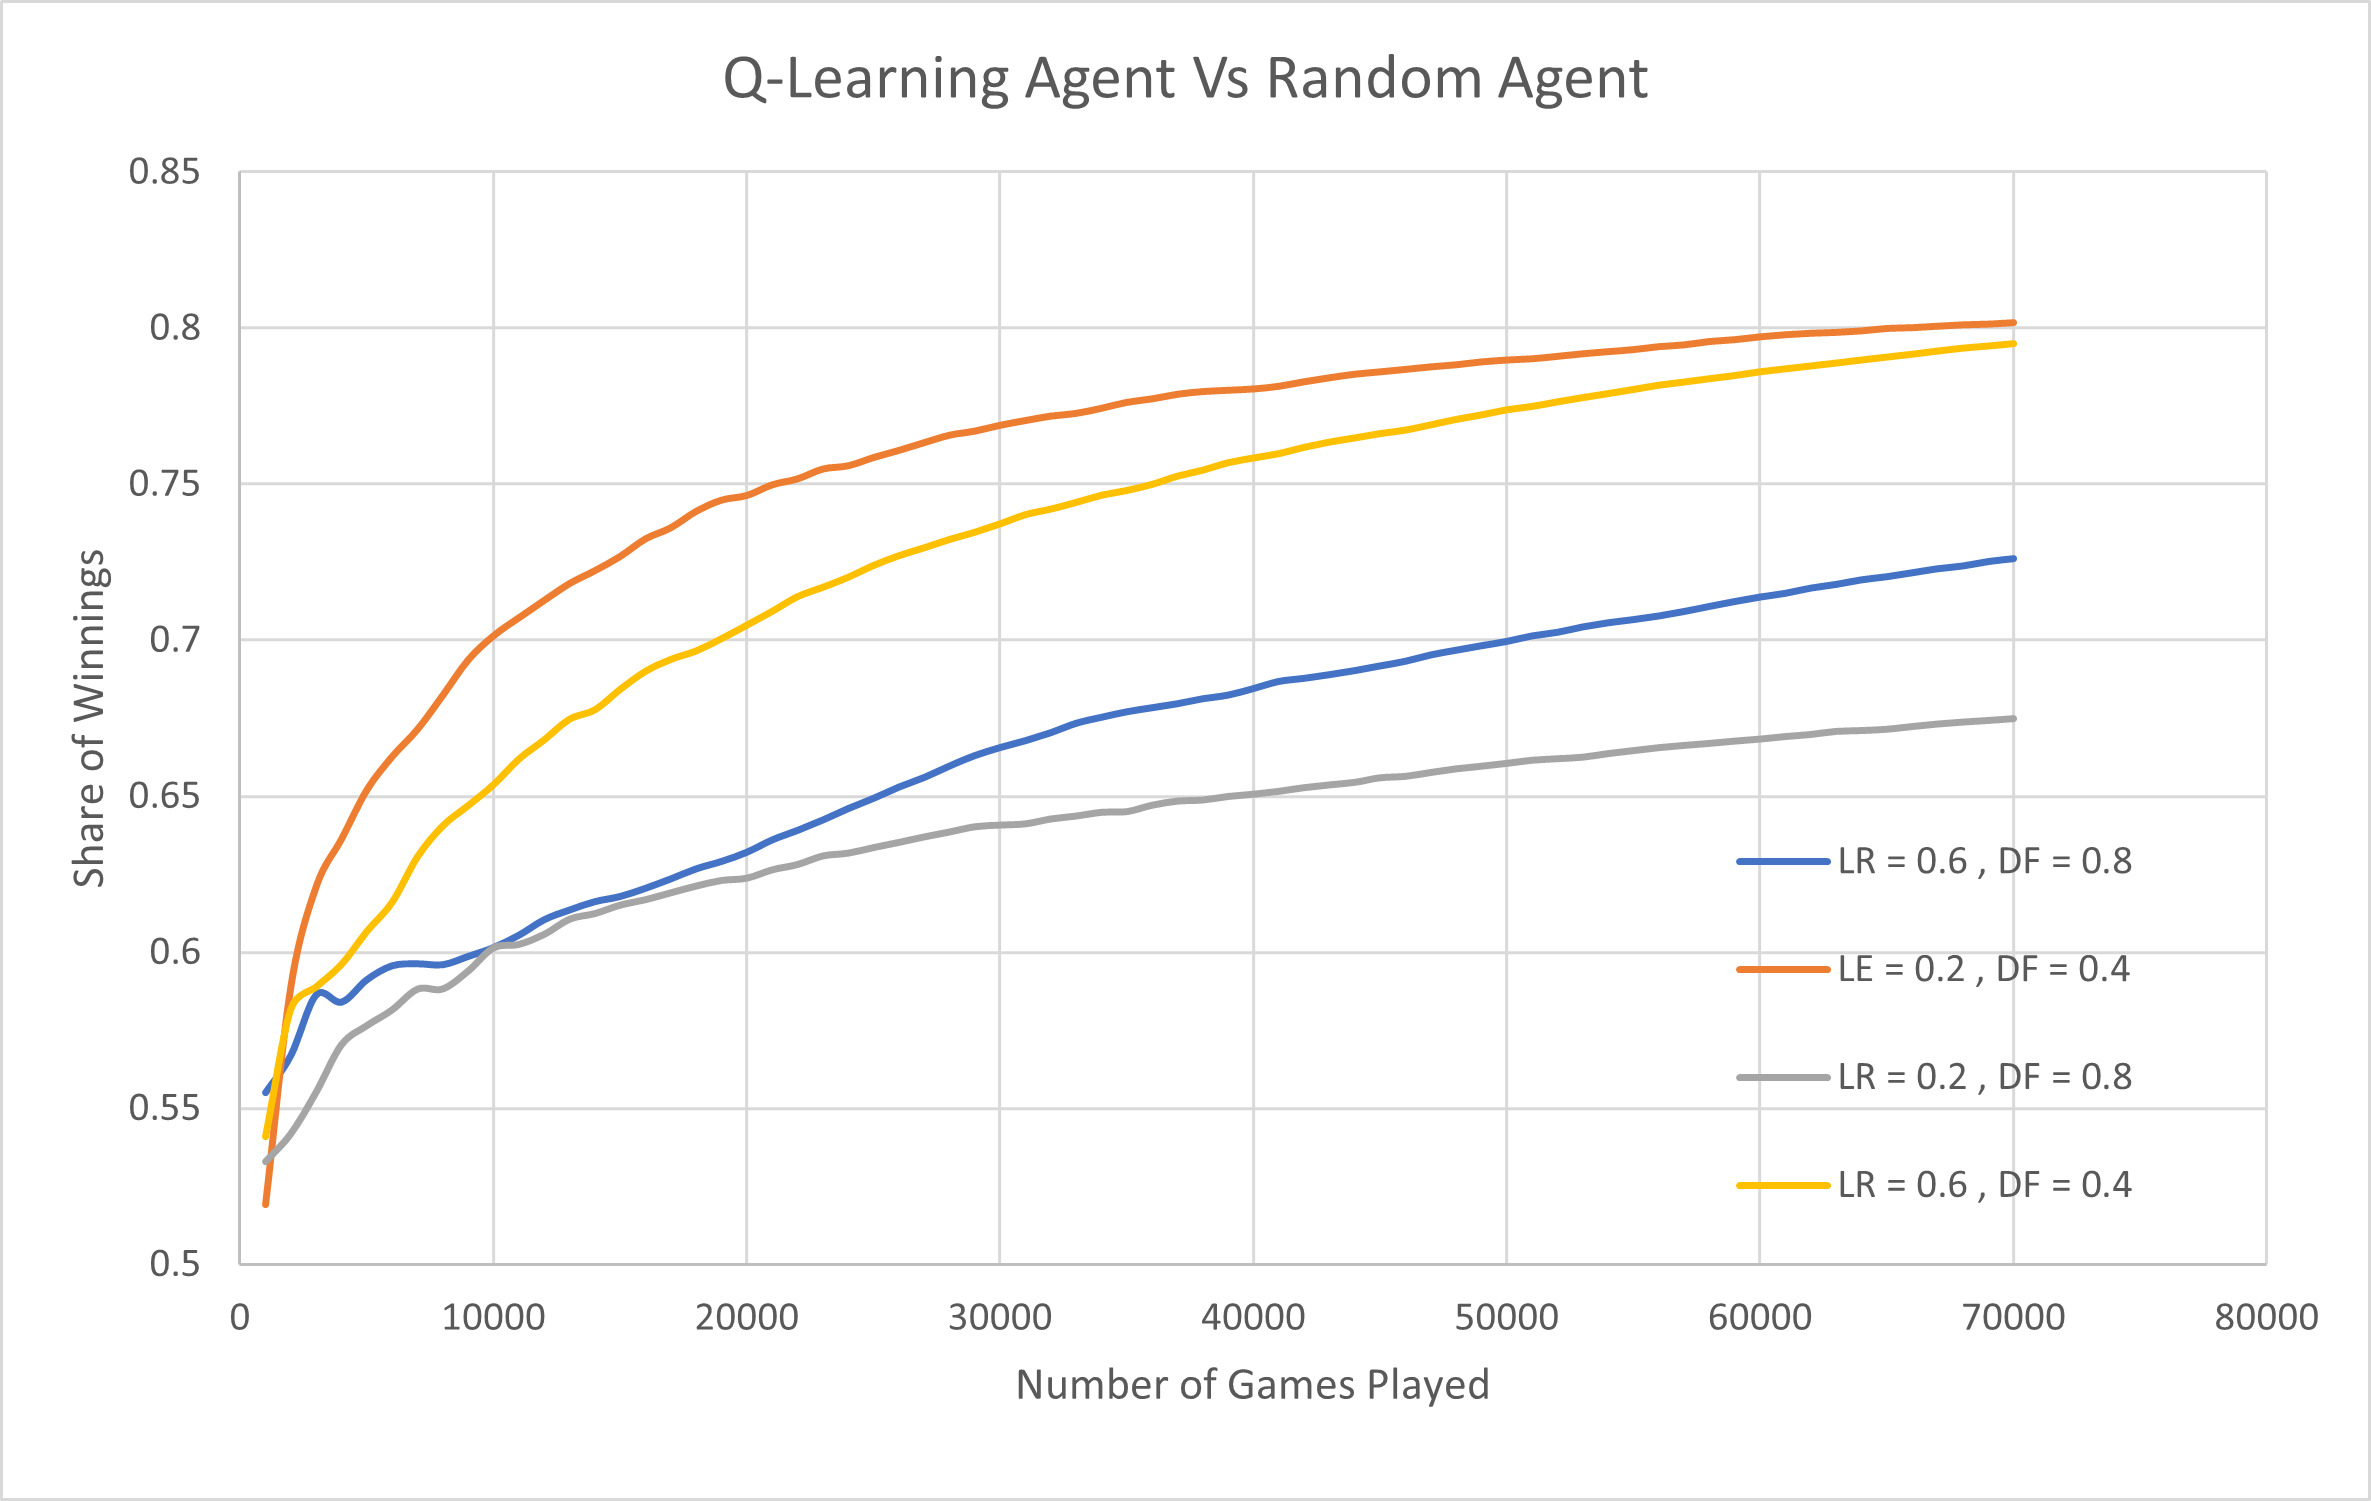 Q-Learning Agent Vs Random Agent
0.85
0.8
0.75
0.7
0.65
0.6
0.55
0.5
Share of Winnings
LR = 0.6 , DF = 0.8
LE = 0.2 , DF = 0.4
LR = 0.2 , DF = 0.8
LR = 0.6 , DF = 0.4
0 10000 20000 30000 40000 50000 60000 70000 80000
Number of Games Played